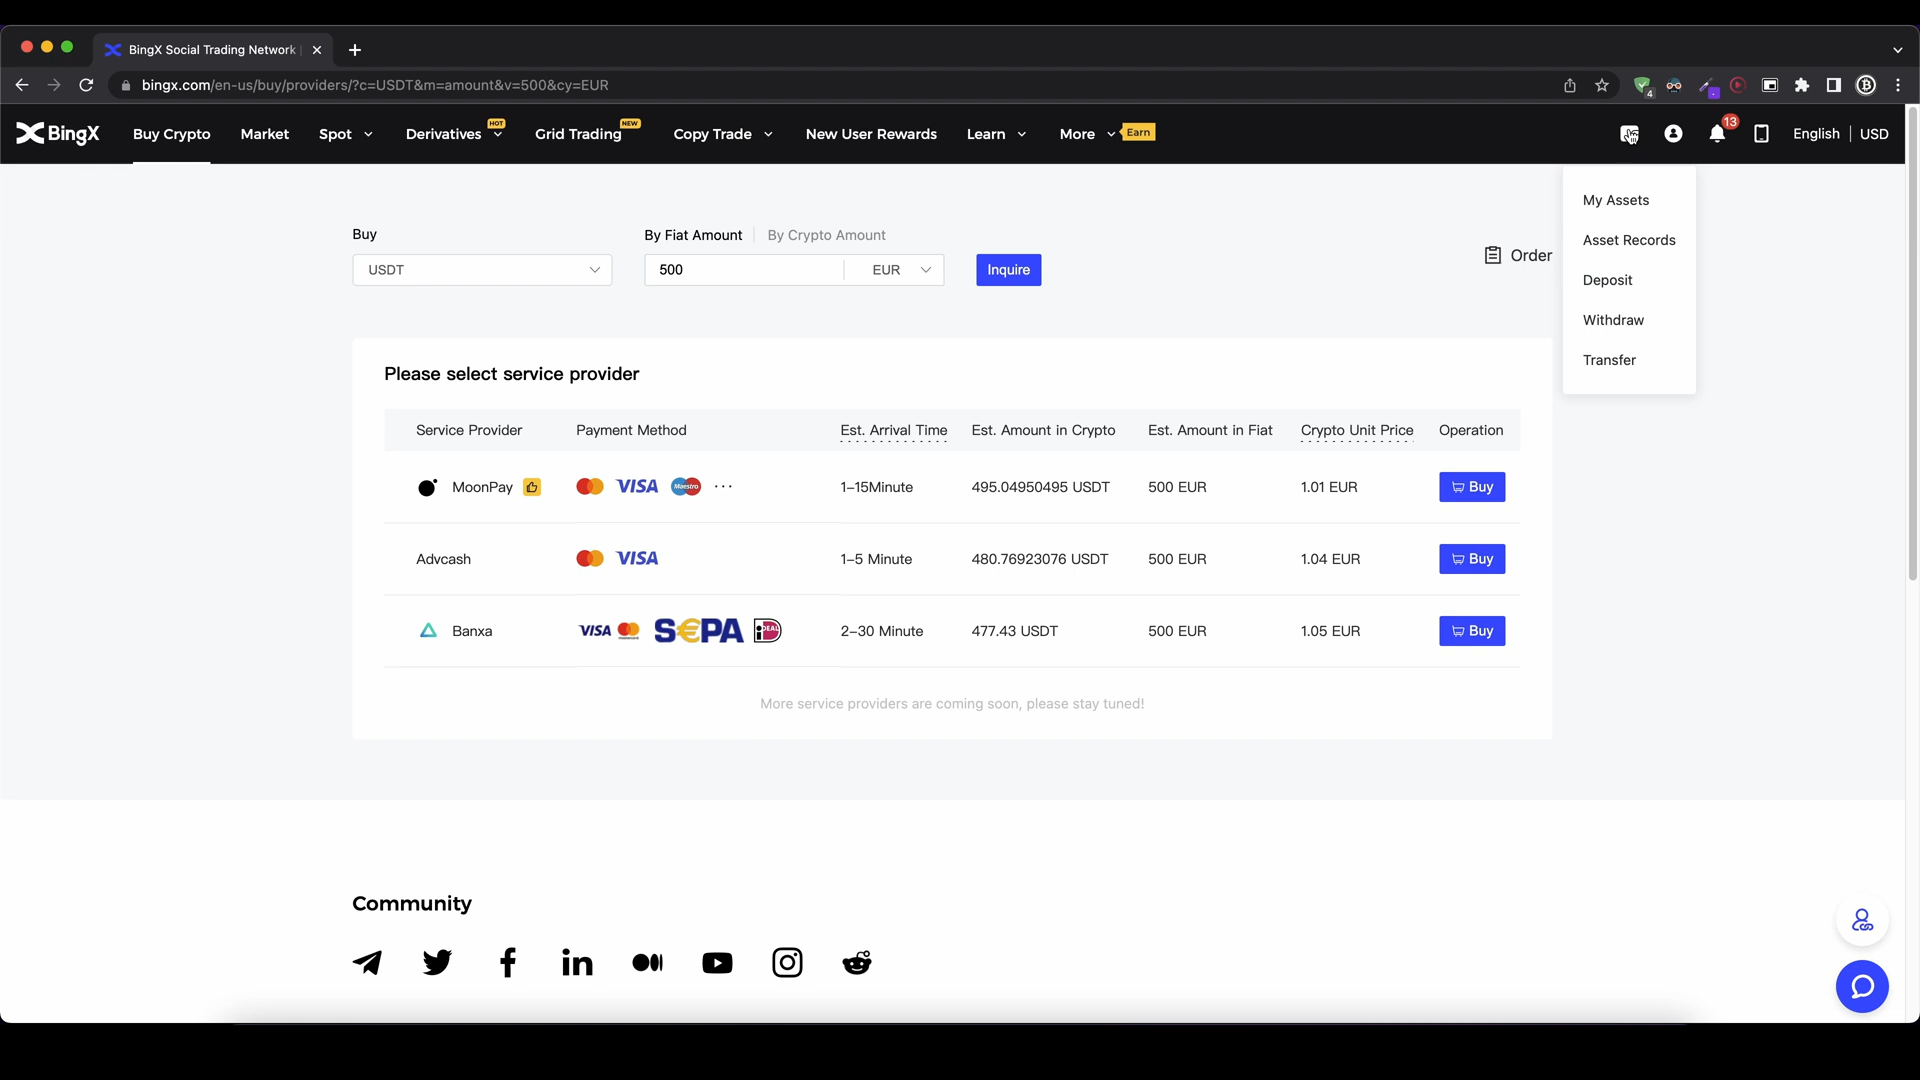 BingX Social Trading Network |
bingx.com/en-us/buy/providers/?c=USDT&m=amount&v=500&cy=EUR
4
BingX
Buy Crypto
Market
Spot
Derivatives
HOT
Grid Trading
NEW
Copy Trade
New User Rewards
Learn
More
Earn
13
English | USD
My Assets
Asset Records
Deposit
Withdraw
Transfer
Buy
By Fiat Amount
By Crypto Amount
USDT
500
EUR
Inquire
Order
Please select service provider
Service Provider Payment Method Est. Arrival Time Est. Amount in Crypto Est. Amount in Fiat Crypto Unit Price Operation
MoonPay VISA Maestro ··· 1–15Minute 495.04950495 USDT 500 EUR 1.01 EUR Buy
Advcash VISA 1–5 Minute 480.76923076 USDT 500 EUR 1.04 EUR Buy
Banxa VISA mastercard S€PA iDEAL 2–30 Minute 477.43 USDT 500 EUR 1.05 EUR Buy
More service providers are coming soon, please stay tuned!
Community